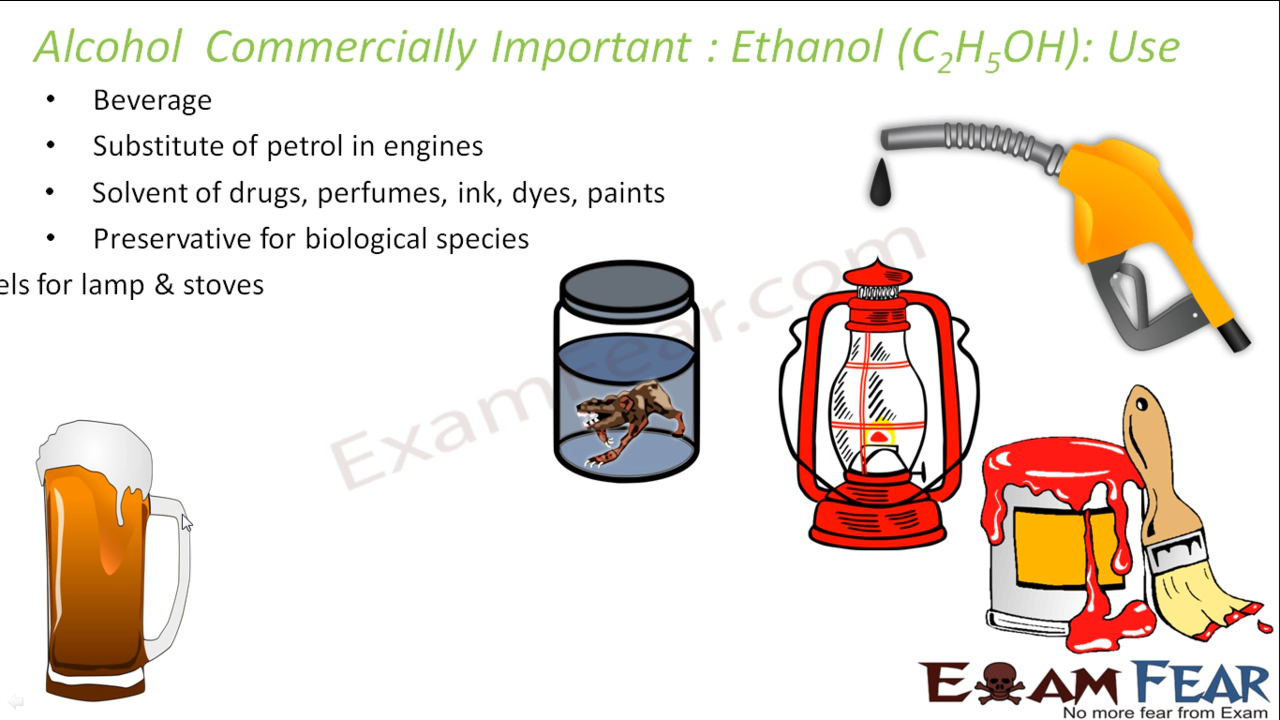 Alcohol Commercially Important : Ethanol (C2H5OH): Use
• Beverage
• Substitute of petrol in engines
• Solvent of drugs, perfumes, ink, dyes, paints
• Preservative for biological species
els for lamp & stoves
ExamFear.com
EXAM FEAR
No more fear from Exam